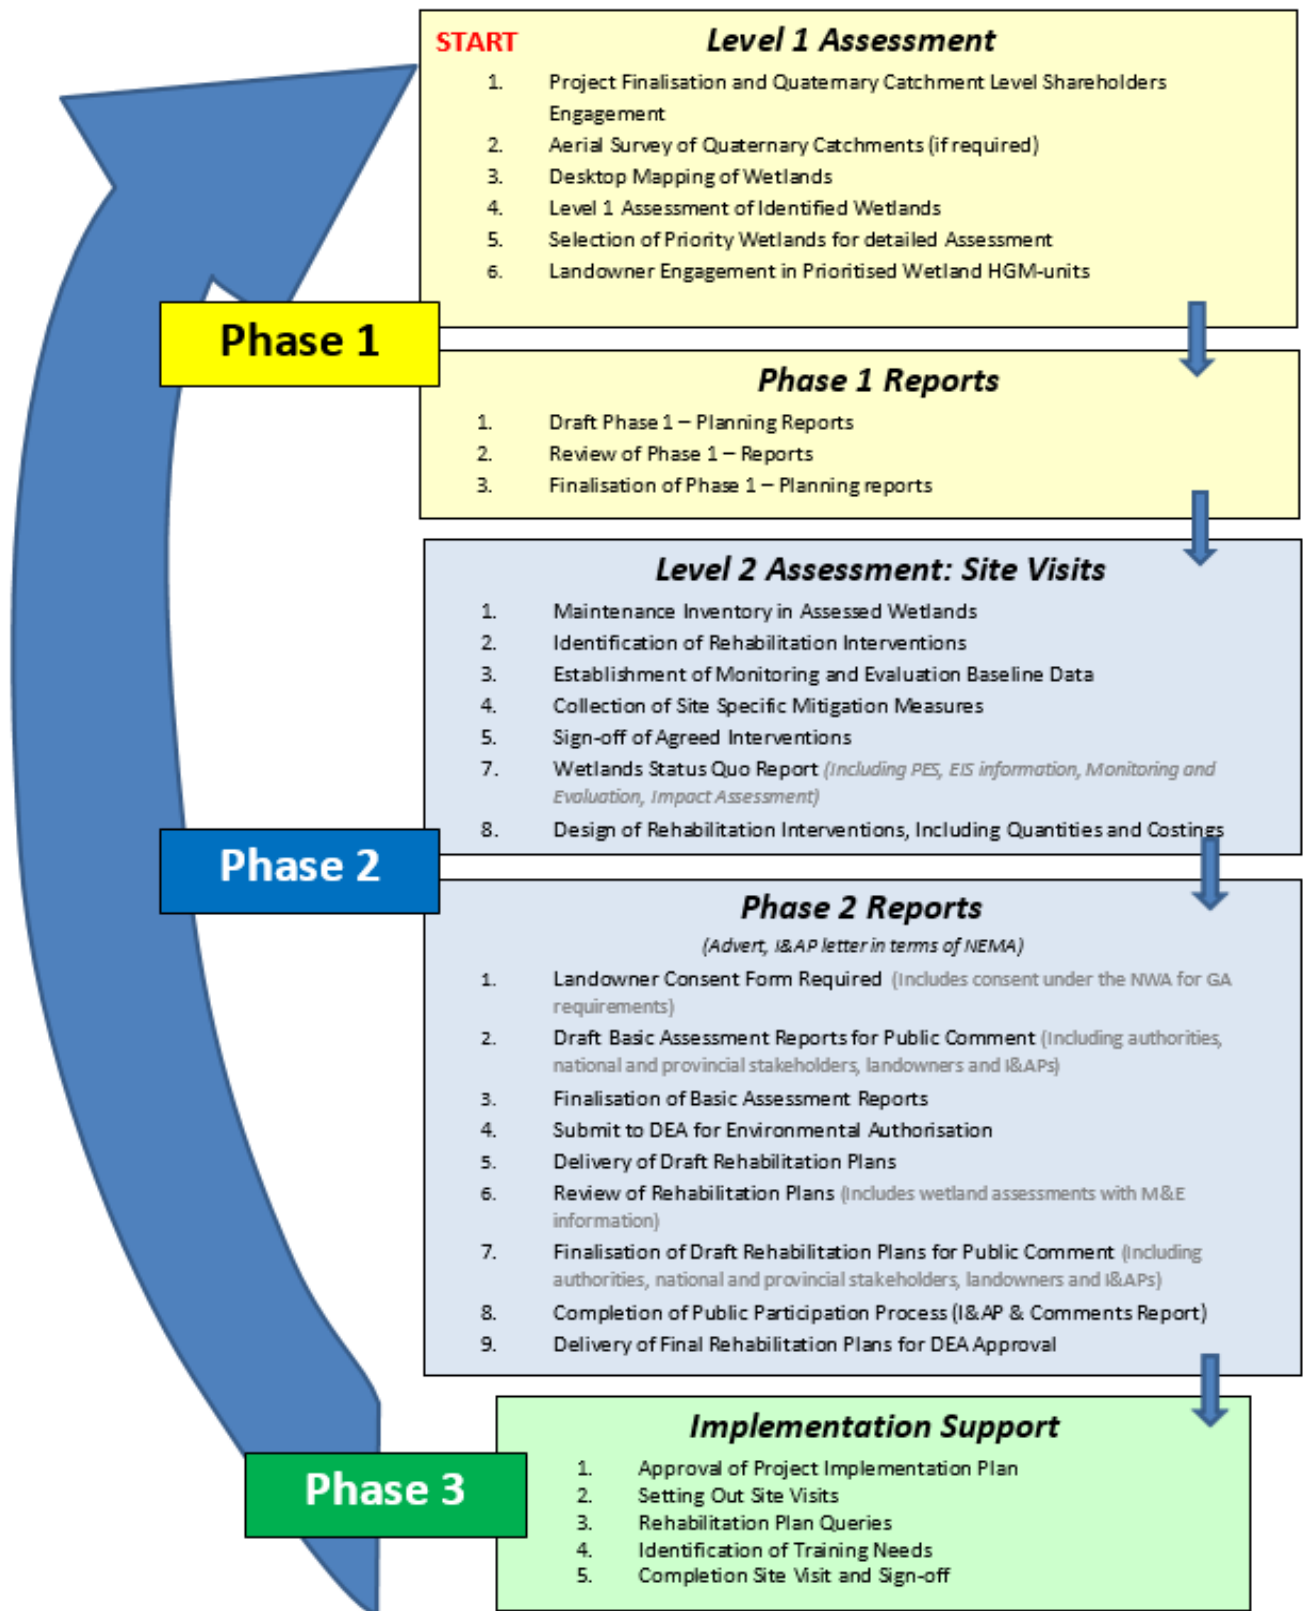 START
Level 1 Assessment
1. Project Finalisation and Quaternary Catchment Level Shareholders
Engagement
2. Aerial Survey of Quaternary Catchments (if required)
3. Desktop Mapping of Wetlands
4. Level 1 Assessment of Identified Wetlands
5. Selection of Priority Wetlands for detailed Assessment
6. Landowner Engagement in Prioritised Wetland HGM-units
Phase 1
Phase 1 Reports
1. Draft Phase 1 – Planning Reports
2. Review of Phase 1 – Reports
3. Finalisation of Phase 1 – Planning reports
Level 2 Assessment: Site Visits
1. Maintenance Inventory in Assessed Wetlands
2. Identification of Rehabilitation Interventions
3. Establishment of Monitoring and Evaluation Baseline Data
4. Collection of Site Specific Mitigation Measures
5. Sign-off of Agreed Interventions
7. Wetlands Status Quo Report (Including PES, EIS information, Monitoring and
Evaluation, Impact Assessment)
8. Design of Rehabilitation Interventions, Including Quantities and Costings
Phase 2
Phase 2 Reports
(Advert, I&AP letter in terms of NEMA)
1. Landowner Consent Form Required (Includes consent under the NWA for GA
requirements)
2. Draft Basic Assessment Reports for Public Comment (Including authorities,
national and provincial stakeholders, landowners and I&APs)
3. Finalisation of Basic Assessment Reports
4. Submit to DEA for Environmental Authorisation
5. Delivery of Draft Rehabilitation Plans
6. Review of Rehabilitation Plans (Includes wetland assessments with M&E
information)
7. Finalisation of Draft Rehabilitation Plans for Public Comment (Including
authorities, national and provincial stakeholders, landowners and I&APs)
8. Completion of Public Participation Process (I&AP & Comments Report)
9. Delivery of Final Rehabilitation Plans for DEA Approval
Phase 3
Implementation Support
1. Approval of Project Implementation Plan
2. Setting Out Site Visits
3. Rehabilitation Plan Queries
4. Identification of Training Needs
5. Completion Site Visit and Sign-off